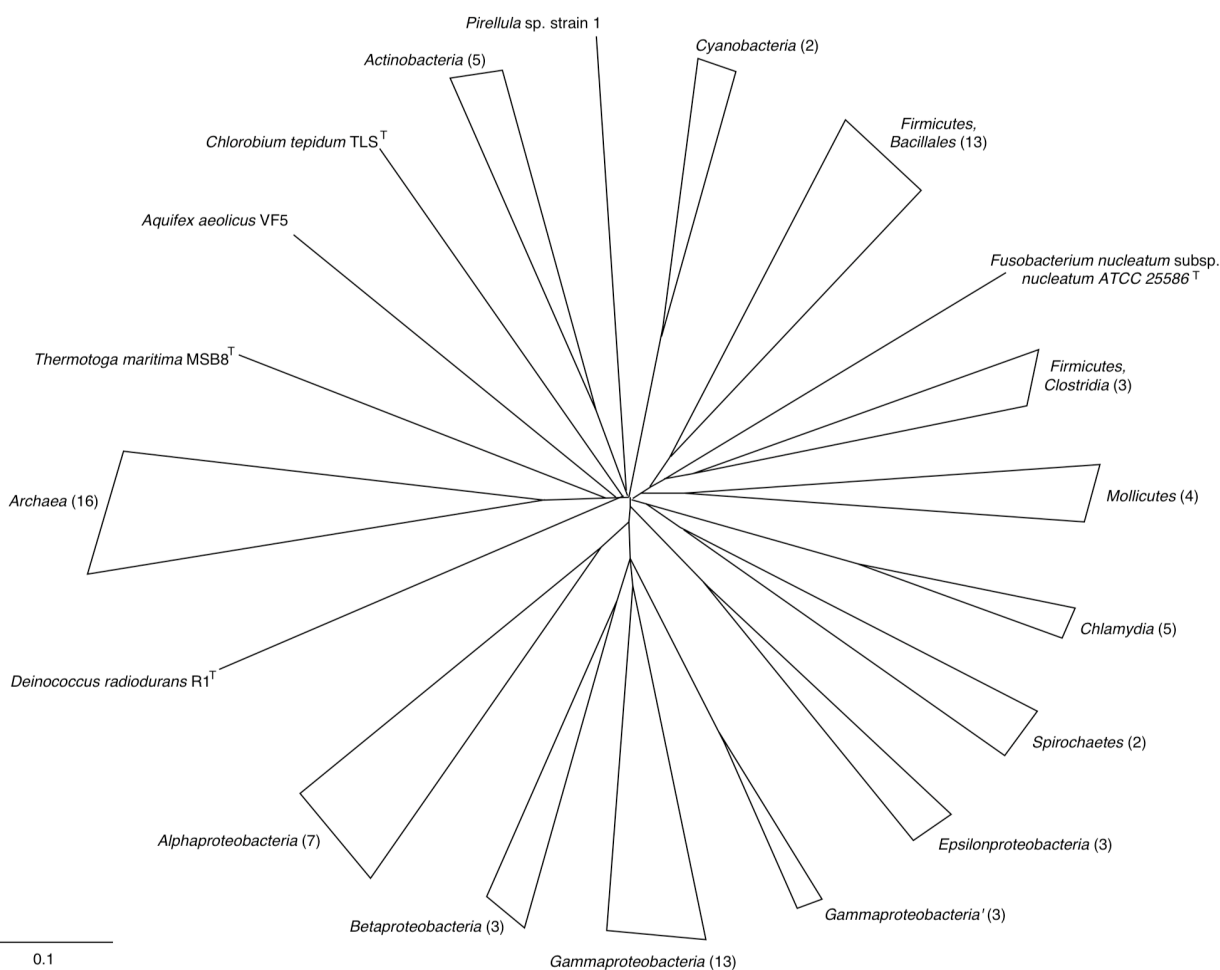 Pirellula sp. strain 1
Cyanobacteria (2)
Actinobacteria (5)
Firmicutes,
Bacillales (13)
Chlorobium tepidum TLS^T
Aquifex aeolicus VF5
Fusobacterium nucleatum subsp.
nucleatum ATCC 25586^T
Thermotoga maritima MSB8^T
Firmicutes,
Clostridia (3)
Archaea (16)
Mollicutes (4)
Chlamydia (5)
Deinococcus radiodurans R1^T
Spirochaetes (2)
Alphaproteobacteria (7)
Epsilonproteobacteria (3)
Gammaproteobacteria' (3)
Betaproteobacteria (3)
Gammaproteobacteria (13)
0.1